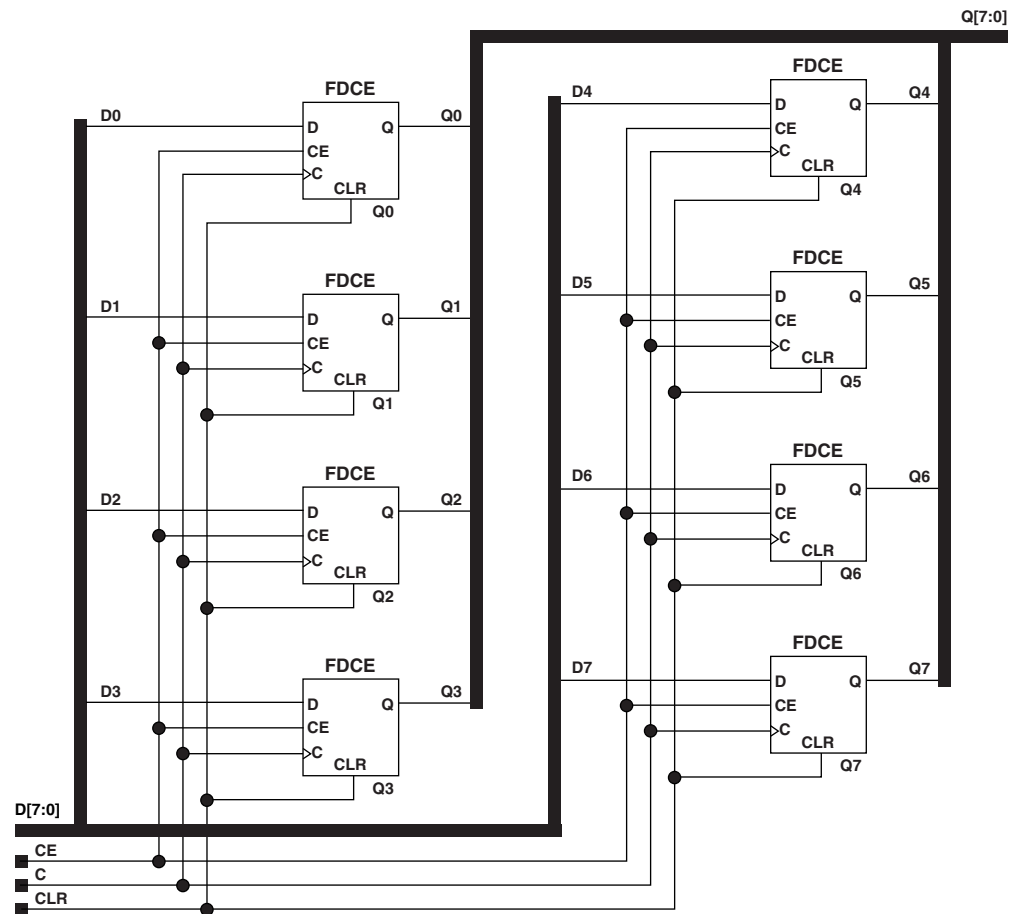 Q[7:0]
FDCE
D0
D
Q
Q0
CE
C
CLR
Q0
FDCE
D1
D
Q
Q1
CE
C
CLR
Q1
FDCE
D2
D
Q
Q2
CE
C
CLR
Q2
FDCE
D3
D
Q
Q3
CE
C
CLR
Q3
FDCE
D4
D
Q
Q4
CE
C
CLR
Q4
FDCE
D5
D
Q
Q5
CE
C
CLR
Q5
FDCE
D6
D
Q
Q6
CE
C
CLR
Q6
FDCE
D7
D
Q
Q7
CE
C
CLR
Q7
D[7:0]
CE
C
CLR